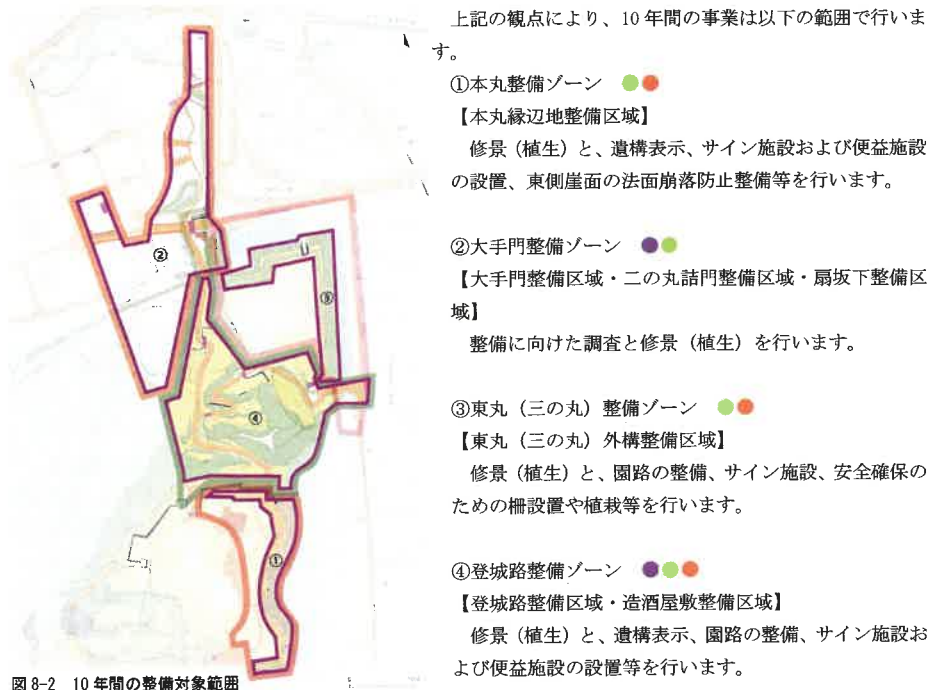 上記の観点により、10年間の事業は以下の範囲で行いま
す。
①本丸整備ゾーン
【本丸縁辺地整備区域】
修景（植生）と、遺構表示、サイン施設および便益施設
の設置、東側崖面の法面崩落防止整備等を行います。
②大手門整備ゾーン
【大手門整備区域・二の丸詰門整備区域・扇坂下整備区
域】
整備に向けた調査と修景（植生）を行います。
③東丸（三の丸）整備ゾーン
【東丸（三の丸）外構整備区域】
修景（植生）と、園路の整備、サイン施設、安全確保の
ための柵設置や植栽等を行います。
④登城路整備ゾーン
【登城路整備区域・造酒屋敷整備区域】
修景（植生）と、遺構表示、園路の整備、サイン施設お
よび便益施設の設置等を行います。
②
③
④
①
図8-2 10年間の整備対象範囲